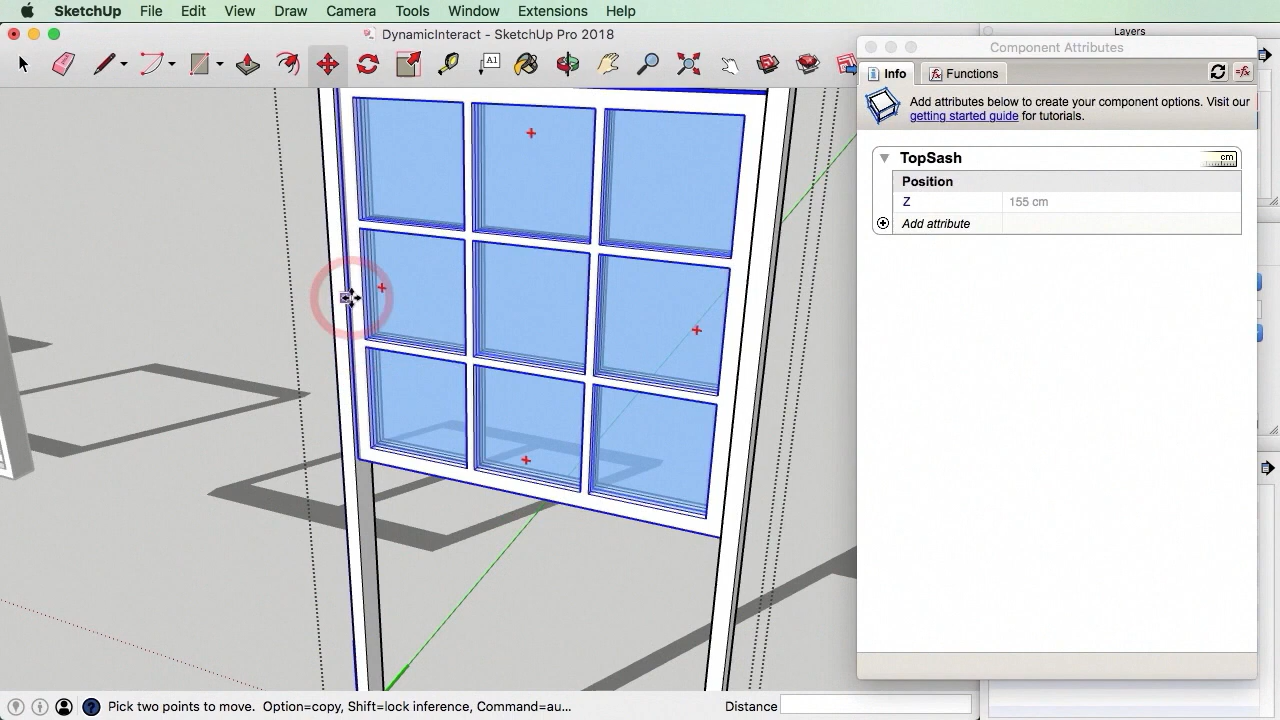 SketchUp File Edit View Draw Camera Tools Window Extensions Help
DynamicInteract - SketchUp Pro 2018
Layers
Component Attributes
A1
Info Functions
Add attributes below to create your component options. Visit our
getting started guide for tutorials.
TopSash cm
Position
Z 155 cm
Add attribute
Pick two points to move. Option=copy, Shift=lock inference, Command=au... Distance